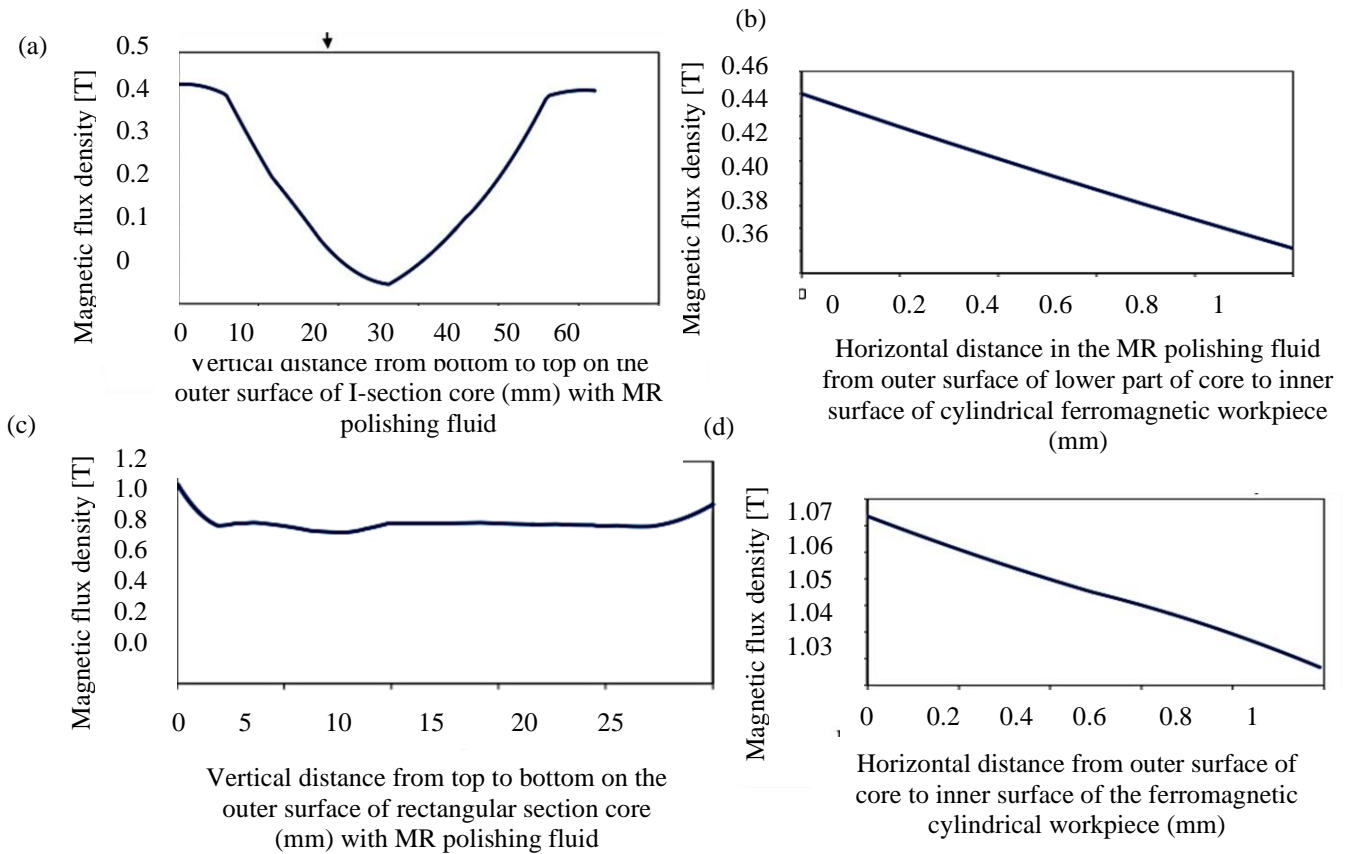 (a)
Magnetic flux density [T]
0.5
0.4
0.3
0.2
0.1
0
0 10 20 30 40 50 60
Vertical distance from bottom to top on the
outer surface of I-section core (mm) with MR
polishing fluid
(b)
Magnetic flux density [T]
0.46
0.44
0.42
0.40
0.38
0.36
0 0.2 0.4 0.6 0.8 1
Horizontal distance in the MR polishing fluid
from outer surface of lower part of core to inner
surface of cylindrical ferromagnetic workpiece
(mm)
(c)
Magnetic flux density [T]
1.2
1.0
0.8
0.6
0.4
0.2
0.0
0 5 10 15 20 25
Vertical distance from top to bottom on the
outer surface of rectangular section core
(mm) with MR polishing fluid
(d)
Magnetic flux density [T]
1.07
1.06
1.05
1.04
1.03
0 0.2 0.4 0.6 0.8 1
Horizontal distance from outer surface of
core to inner surface of the ferromagnetic
cylindrical workpiece (mm)